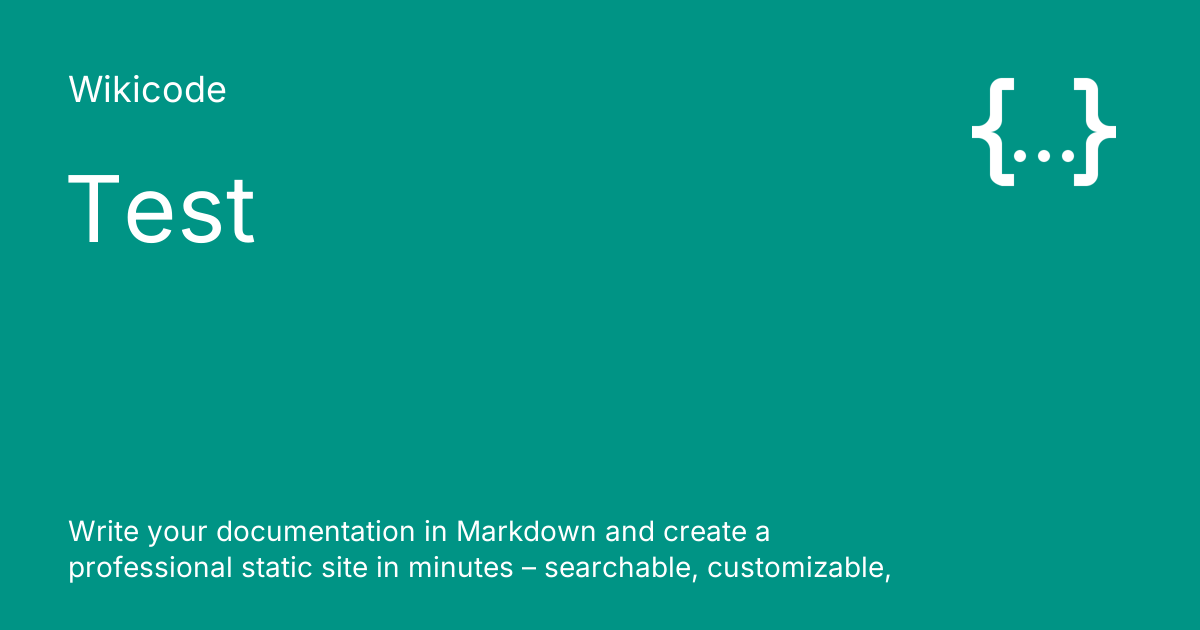 Wikicode
{...}
Test
Write your documentation in Markdown and create a
professional static site in minutes – searchable, customizable,